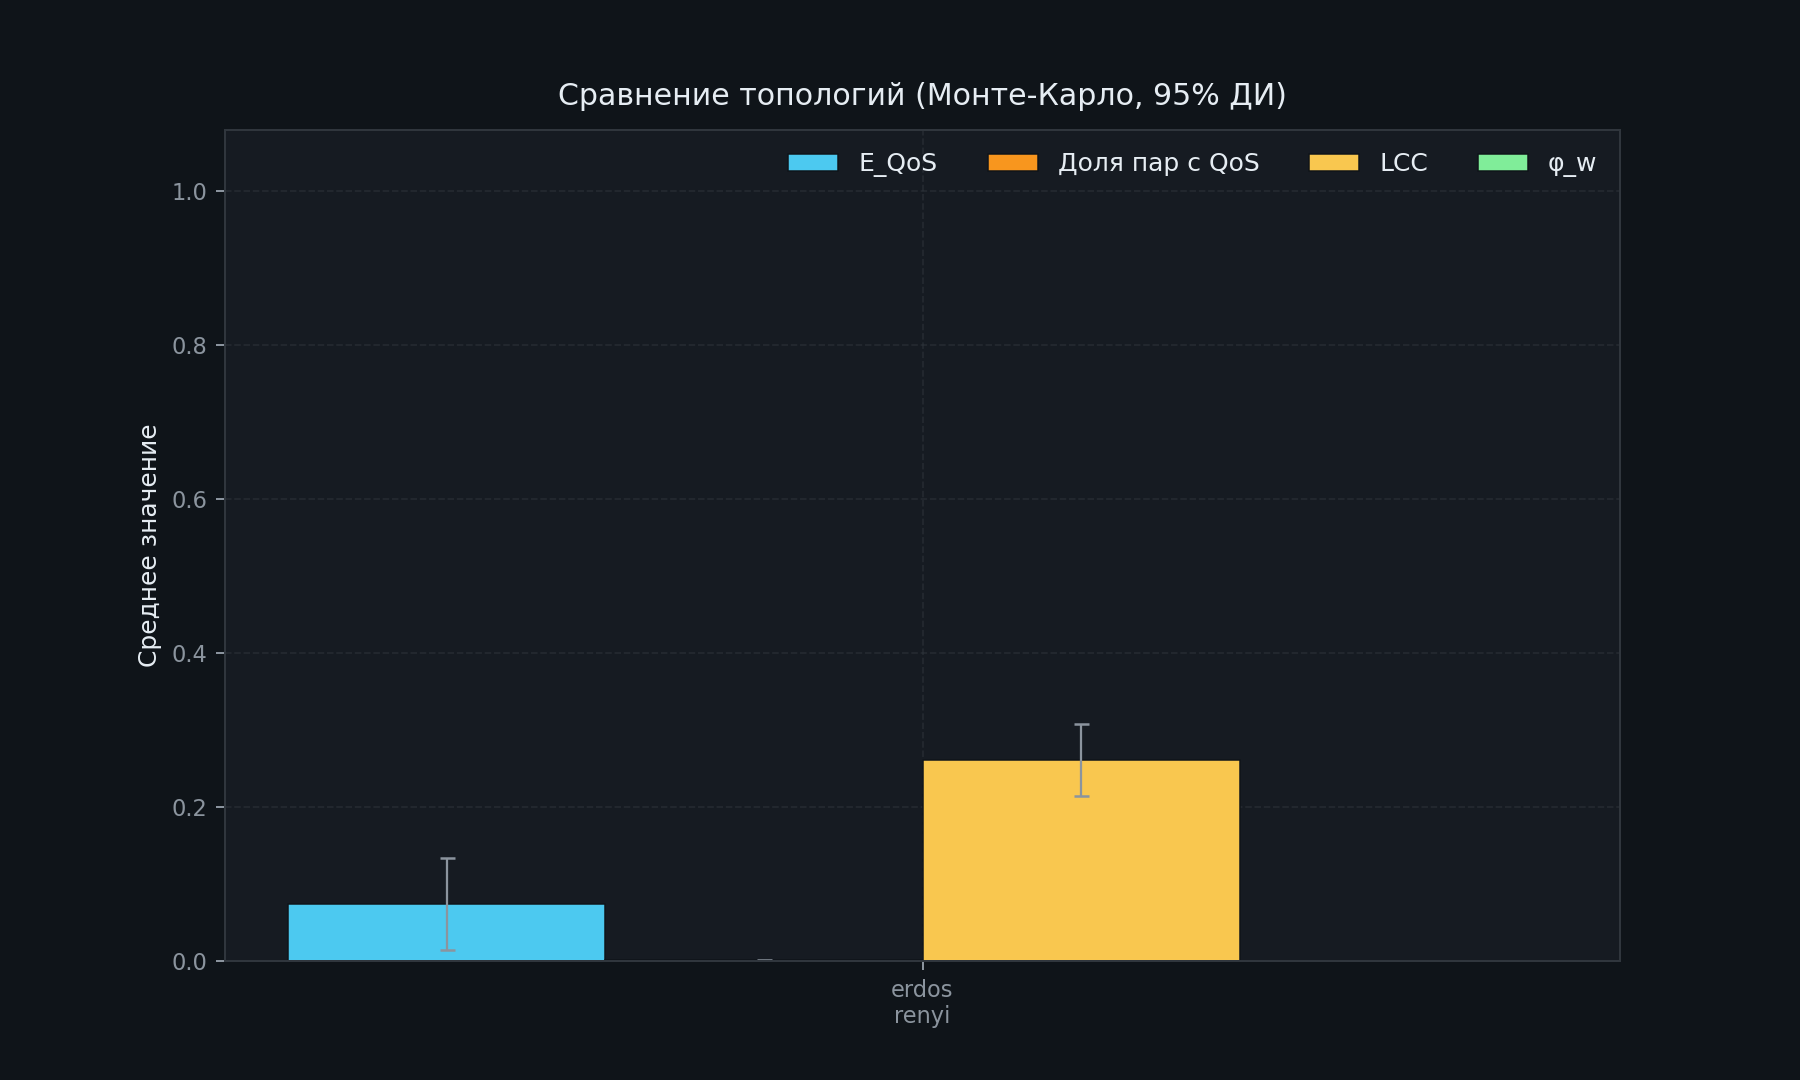 Сравнение топологий (Монте-Карло, 95% ДИ)
E_QoS
Доля пар с QoS
LCC
φ_w
Среднее значение
1.0
0.8
0.6
0.4
0.2
0.0
erdos
renyi